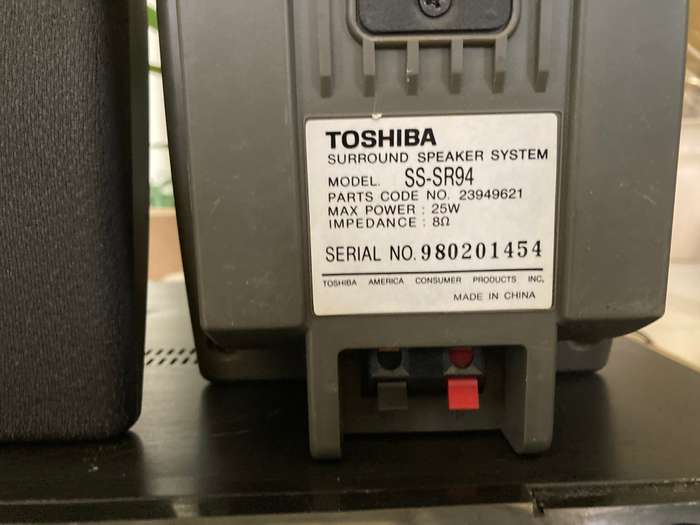 TOSHIBA
SURROUND SPEAKER SYSTEM
MODEL. SS-SR94
PARTS CODE NO. 23949621
MAX POWER : 25W
IMPEDANCE : 8Ω
SERIAL NO. 980201454
TOSHIBA AMERICA CONSUMER PRODUCTS INC.
MADE IN CHINA